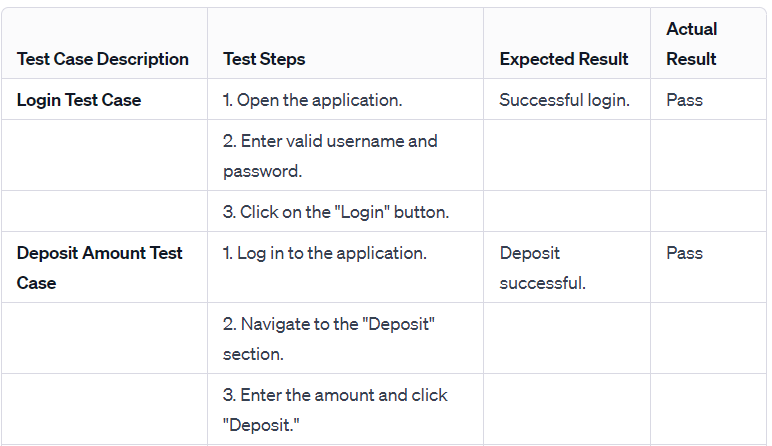 Test Case Description Test Steps Expected Result Actual Result
Login Test Case 1. Open the application. Successful login. Pass
2. Enter valid username and
password.
3. Click on the "Login" button.
Deposit Amount Test Case 1. Log in to the application. Deposit successful. Pass
2. Navigate to the "Deposit"
section.
3. Enter the amount and click
"Deposit."